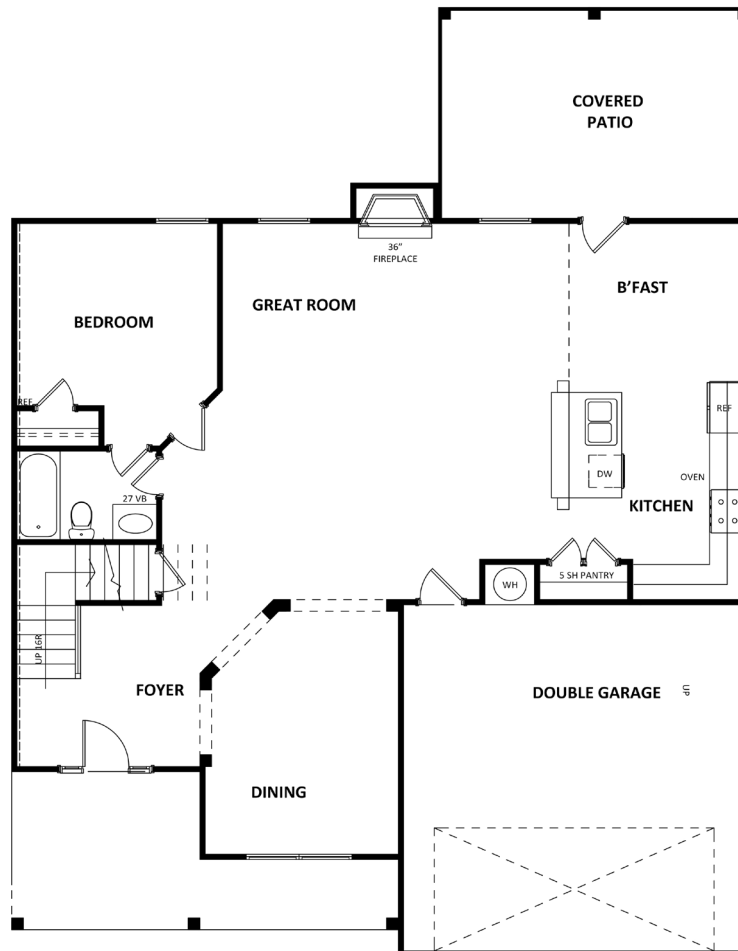 COVERED
PATIO
36"
FIREPLACE
B'FAST
GREAT ROOM
BEDROOM
REF
REF
DW
OVEN
27 VB
KITCHEN
5 SH PANTRY
WH
UP 16R
FOYER
DOUBLE GARAGE
UP
DINING